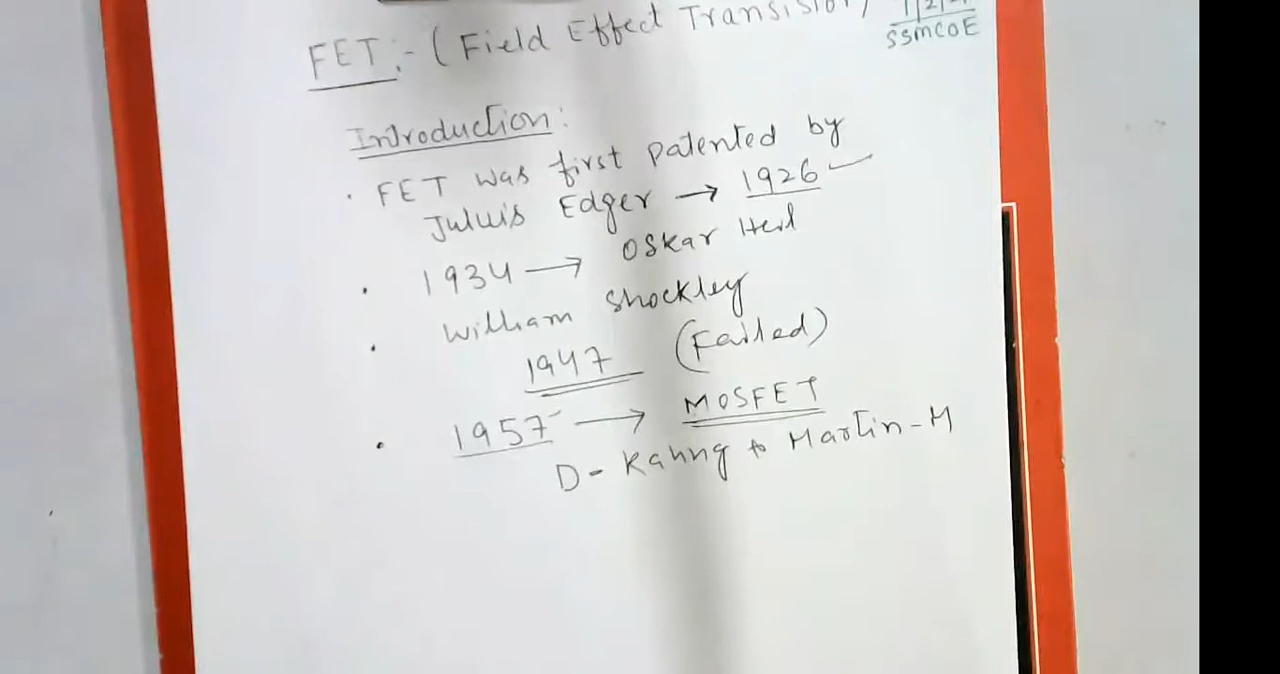 FET :- (Field Effect Transistor)
SSMCOE
Introduction:
. FET was first patented by
Juluis Edger → 1926
. 1934 → Oskar Heil
. William Shockley
1947 (Failed)
. 1957 → MOSFET
D- Kahng & Martin-M